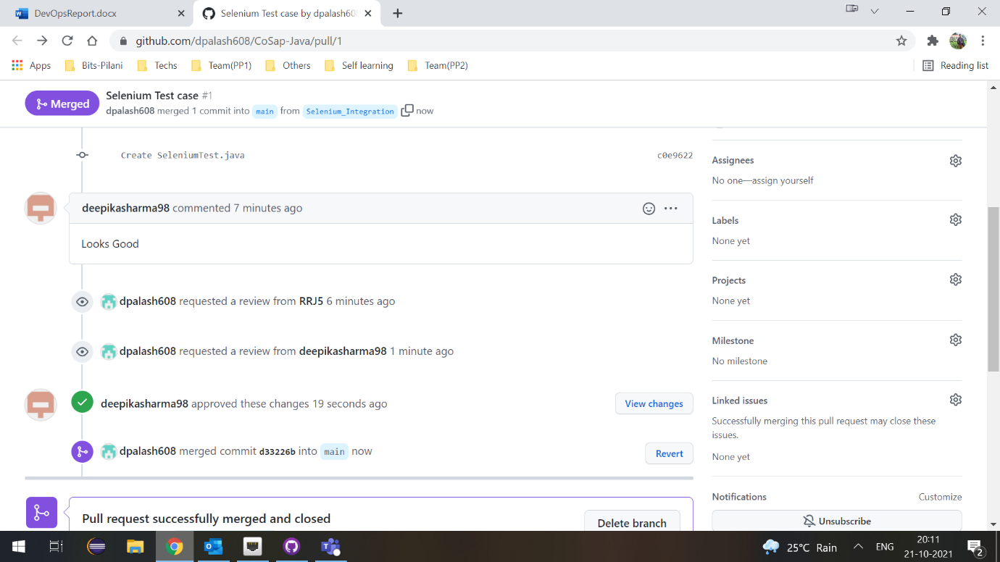 DevOpsReport.docx
Selenium Test case by dpalash608
github.com/dpalash608/CoSap-Java/pull/1
Apps Bits-Pilani Techs Team(PP1) Others Self learning Team(PP2) Reading list
Merged
Selenium Test case #1
dpalash608 merged 1 commit into main from Selenium_Integration now
Create SeleniumTest.java c0e9622
deepikasharma98 commented 7 minutes ago
Looks Good
dpalash608 requested a review from RRJ5 6 minutes ago
dpalash608 requested a review from deepikasharma98 1 minute ago
deepikasharma98 approved these changes 19 seconds ago View changes
dpalash608 merged commit d33226b into main now Revert
Pull request successfully merged and closed Delete branch
Assignees
No one—assign yourself
Labels
None yet
Projects
None yet
Milestone
No milestone
Linked issues
Successfully merging this pull request may close these
issues.
None yet
Notifications Customize
Unsubscribe
25°C Rain ENG
20:11
21-10-2021
2